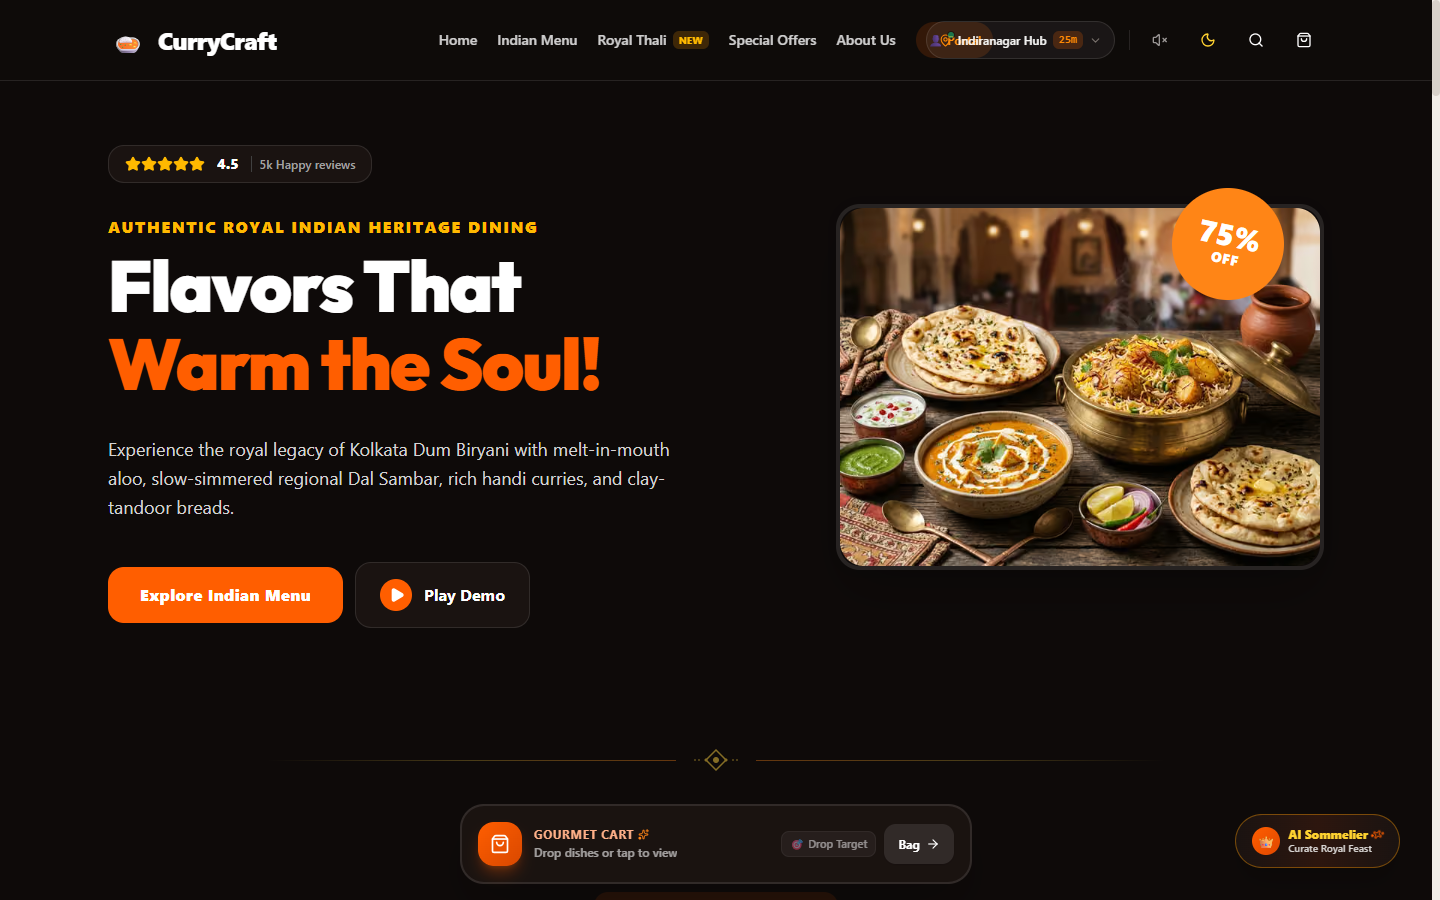 CurryCraft
Home
Indian Menu
Royal Thali NEW
Special Offers
About Us
Indiranagar Hub 25m
4.5
5k Happy reviews
AUTHENTIC ROYAL INDIAN HERITAGE DINING
Flavors That
Warm the Soul!
Experience the royal legacy of Kolkata Dum Biryani with melt-in-mouth
aloo, slow-simmered regional Dal Sambar, rich handi curries, and clay-
tandoor breads.
Explore Indian Menu
Play Demo
75%
OFF
GOURMET CART
Drop dishes or tap to view
Drop Target
Bag
AI Sommelier
Curate Royal Feast